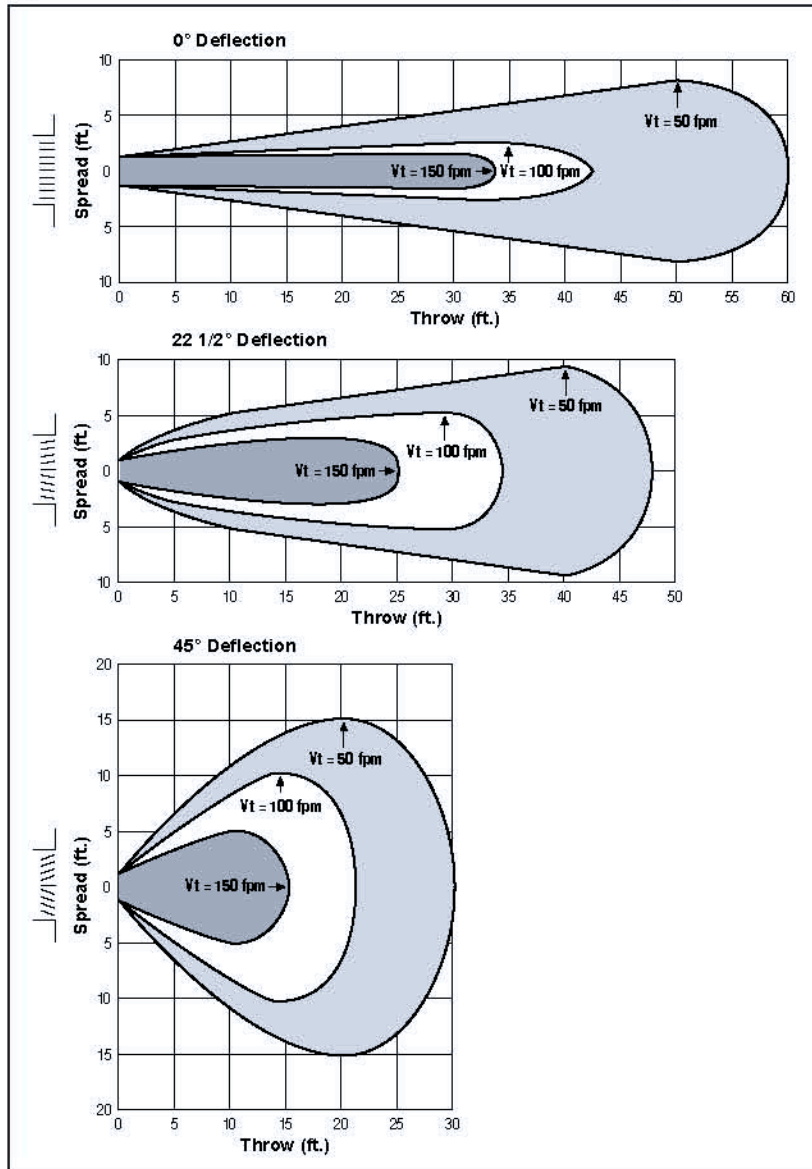 0° Deflection
10
5
0
5
10
Spread (ft.)
Vt = 50 fpm
Vt = 150 fpm
Vt = 100 fpm
0 5 10 15 20 25 30 35 40 45 50 55 60
Throw (ft.)
22 1/2° Deflection
10
5
0
5
10
Spread (ft.)
Vt = 50 fpm
Vt = 100 fpm
Vt = 150 fpm
0 5 10 15 20 25 30 35 40 45 50
Throw (ft.)
45° Deflection
20
15
10
5
0
5
10
15
20
Spread (ft.)
Vt = 50 fpm
Vt = 100 fpm
Vt = 150 fpm
0 5 10 15 20 25 30
Throw (ft.)